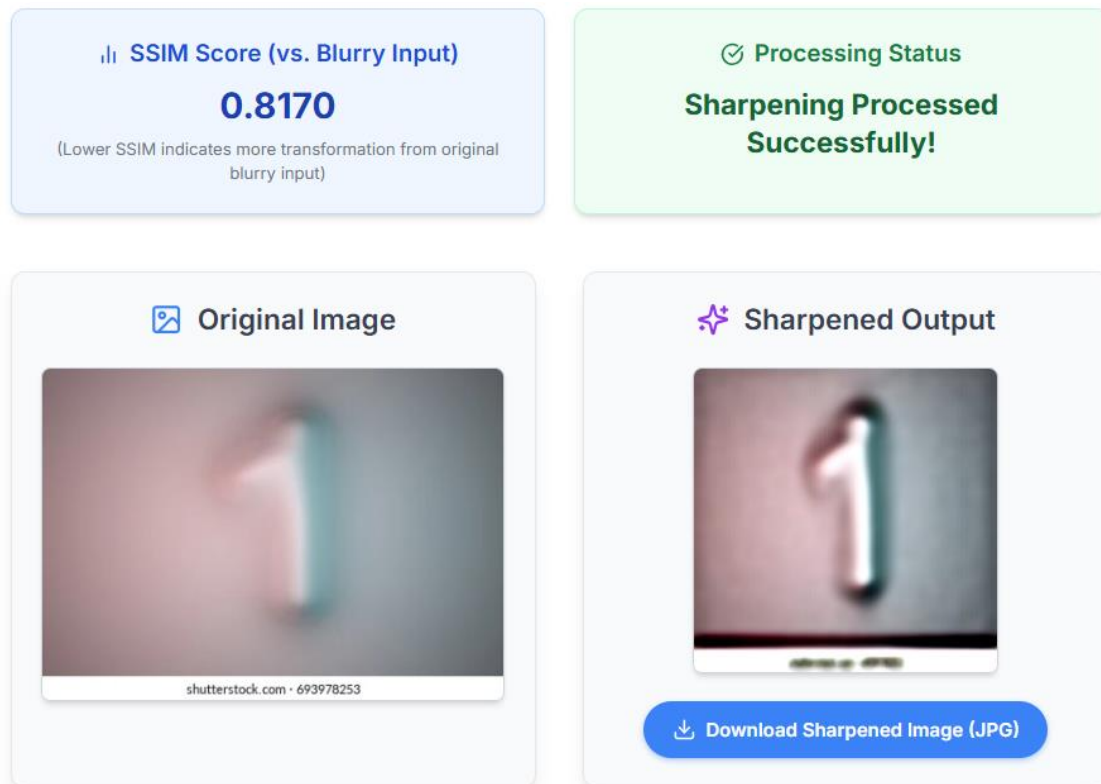 SSIM Score (vs. Blurry Input)
0.8170
(Lower SSIM indicates more transformation from original
blurry input)
Processing Status
Sharpening Processed
Successfully!
Original Image
1
shutterstock.com · 693978253
Sharpened Output
1
Download Sharpened Image (JPG)